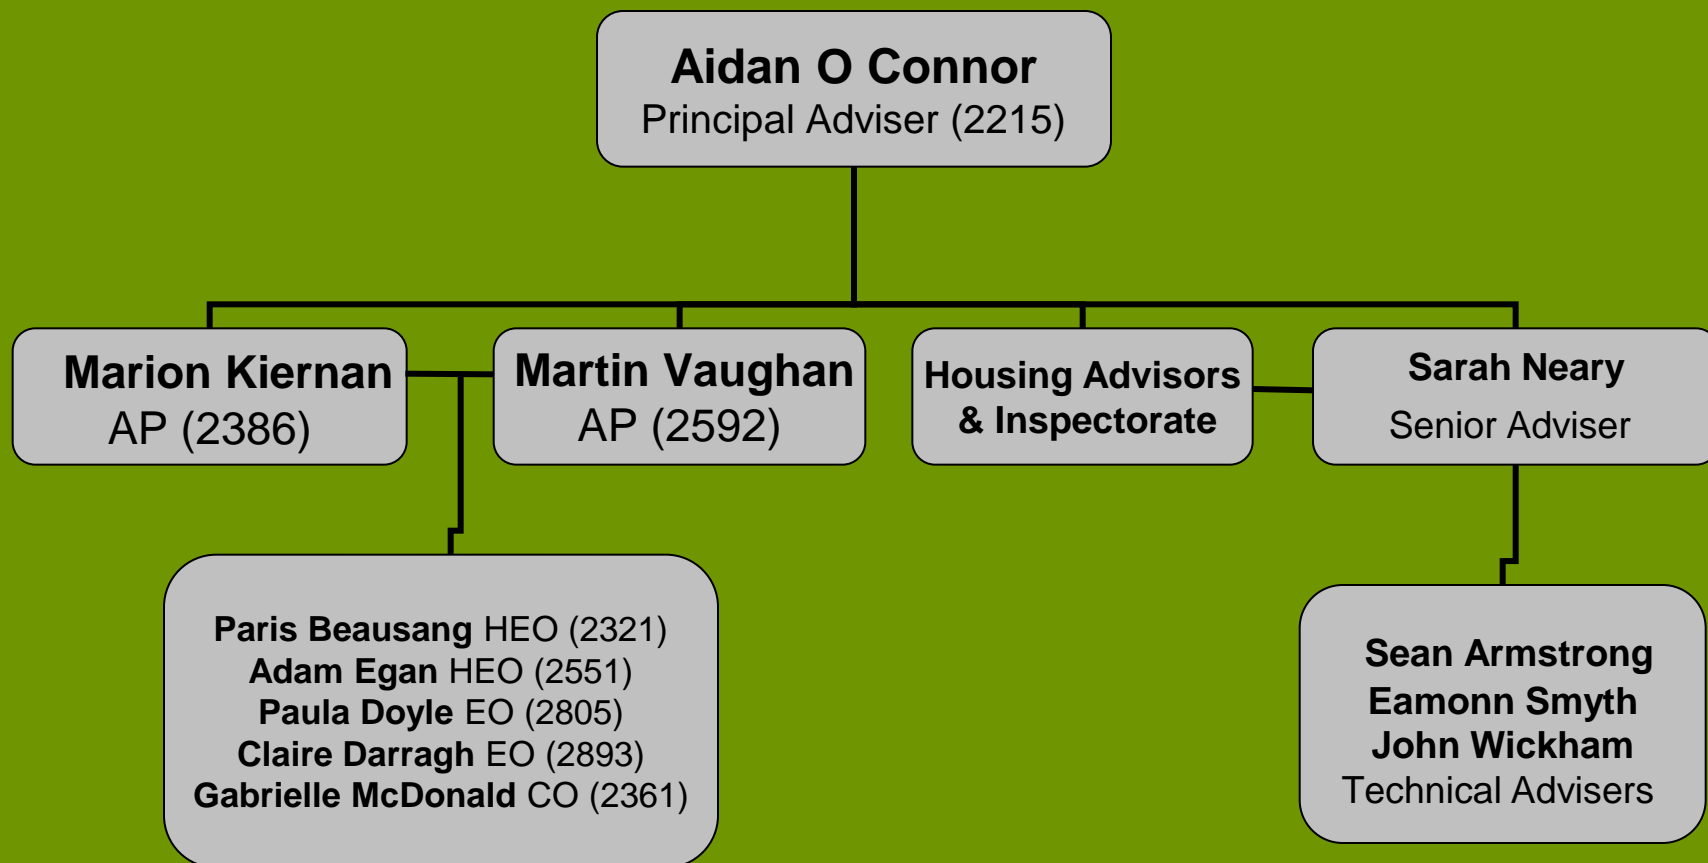 Aidan O Connor
Principal Adviser (2215)
Marion Kiernan
AP (2386)
Martin Vaughan
AP (2592)
Housing Advisors
& Inspectorate
Sarah Neary
Senior Adviser
Paris Beausang HEO (2321)
Adam Egan HEO (2551)
Paula Doyle EO (2805)
Claire Darragh EO (2893)
Gabrielle McDonald CO (2361)
Sean Armstrong
Eamonn Smyth
John Wickham
Technical Advisers